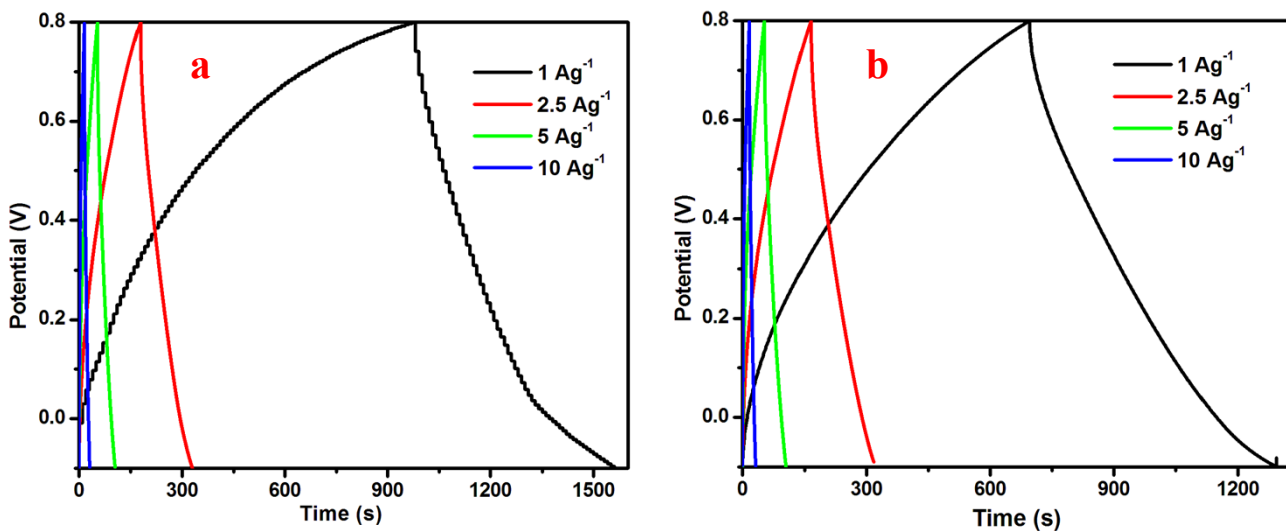 a
1 Ag⁻¹
2.5 Ag⁻¹
5 Ag⁻¹
10 Ag⁻¹
Potential (V)
0.8
0.6
0.4
0.2
0.0
0 300 600 900 1200 1500
Time (s)
b
1 Ag⁻¹
2.5 Ag⁻¹
5 Ag⁻¹
10 Ag⁻¹
Potential (V)
0.8
0.6
0.4
0.2
0.0
0 300 600 900 1200
Time (s)